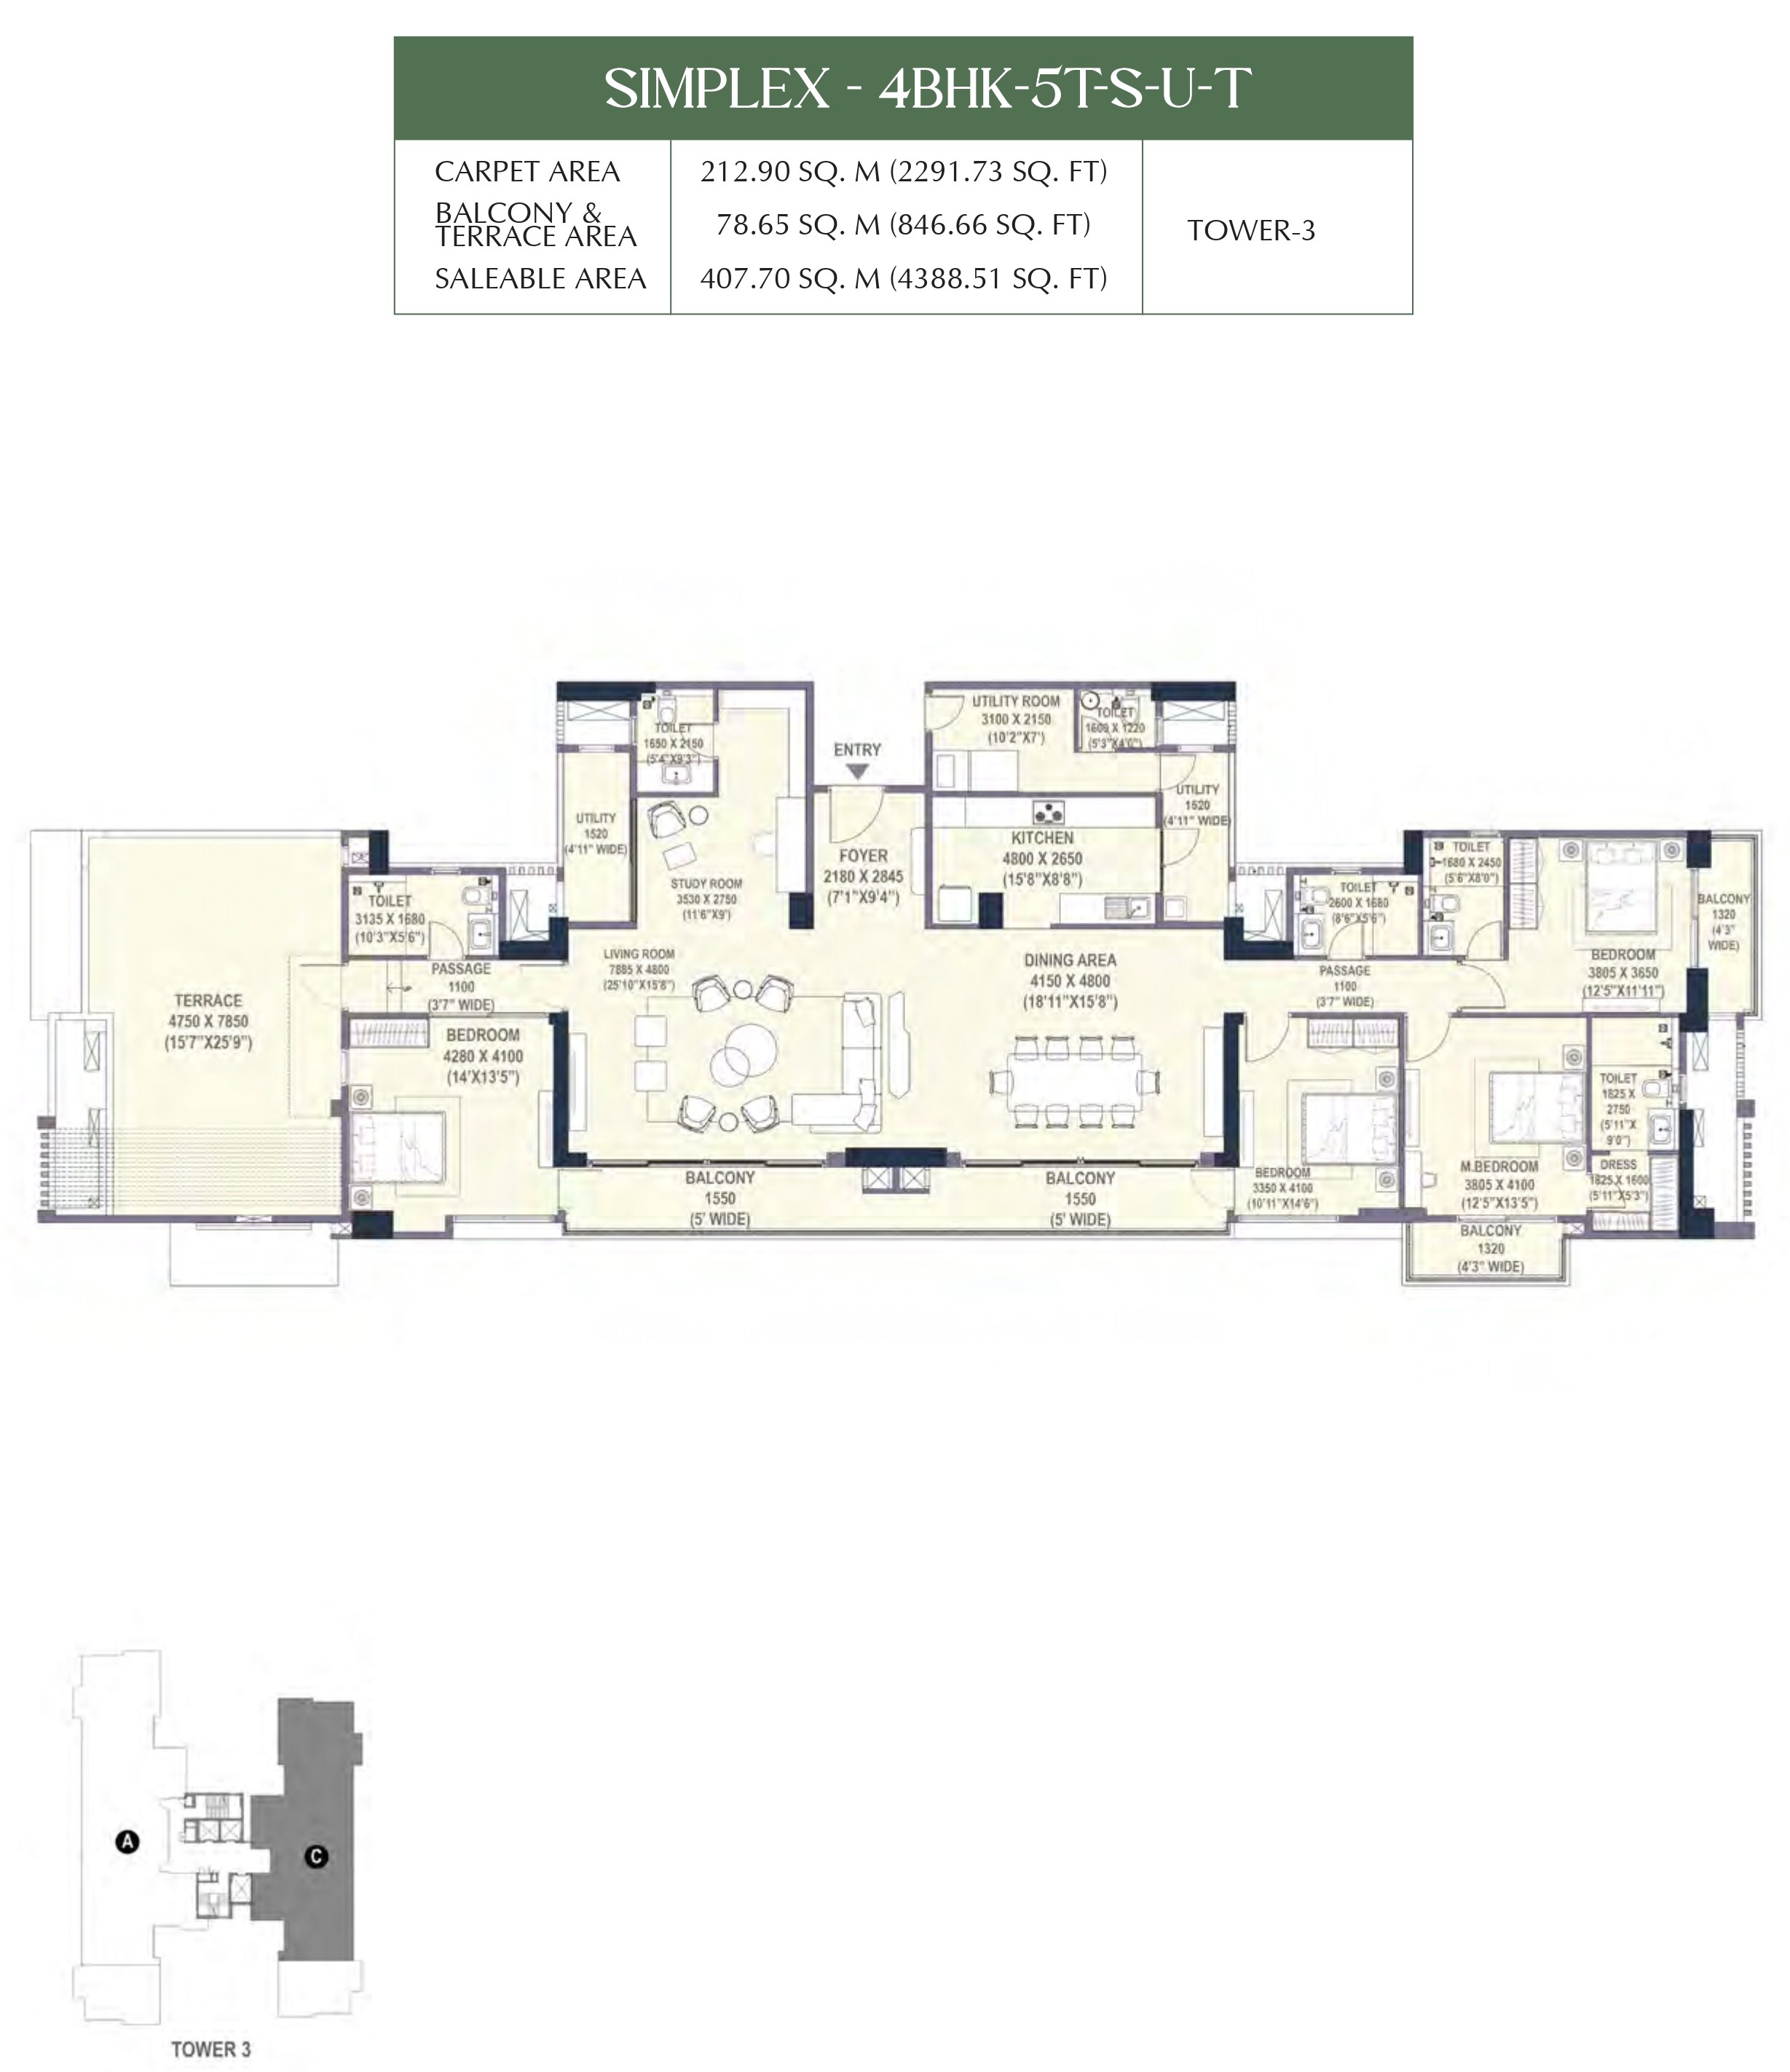 SIMPLEX - 4BHK-5T-S-U-T
CARPET AREA
212.90 SQ. M (2291.73 SQ. FT)
BALCONY &
TERRACE AREA
78.65 SQ. M (846.66 SQ. FT)
TOWER-3
SALEABLE AREA
407.70 SQ. M (4388.51 SQ. FT)
UTILITY ROOM
3100 X 2150
(10'2"X7')
TOILET
1600 X 1220
(5'3"X4'0")
TOILET
1650 X 2150
(5'4"X9'3")
ENTRY
UTILITY
1520
(4'11" WIDE)
UTILITY
1520
(4'11" WIDE)
KITCHEN
4800 X 2650
(15'8"X8'8")
FOYER
2180 X 2845
(7'1"X9'4")
STUDY ROOM
3530 X 2750
(11'6"X9')
TOILET
3135 X 1680
(10'3"X5'6")
TOILET
2600 X 1680
(8'6"X5'6")
TOILET
1680 X 2450
(5'6"X8'0")
BALCONY
1320
(4'3"
WIDE)
BEDROOM
3805 X 3650
(12'5"X11'11")
LIVING ROOM
7885 X 4800
(25'10"X15'8")
DINING AREA
4150 X 4800
(18'11"X15'8")
PASSAGE
1100
(3'7" WIDE)
PASSAGE
1100
(3'7" WIDE)
TERRACE
4750 X 7850
(15'7"X25'9")
BEDROOM
4280 X 4100
(14'X13'5")
TOILET
1825 X
2750
(5'11"X
9'0")
DRESS
1825 X 1600
(5'11"X5'3")
M.BEDROOM
3805 X 4100
(12'5"X13'5")
BEDROOM
3350 X 4100
(10'11"X14'6")
BALCONY
1550
(5' WIDE)
BALCONY
1550
(5' WIDE)
BALCONY
1320
(4'3" WIDE)
A
C
TOWER 3